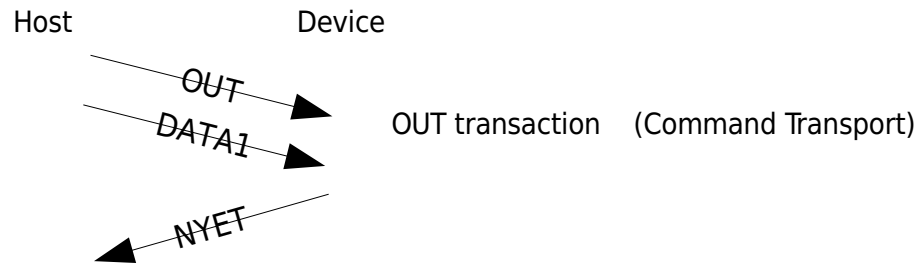 Host Device
OUT
DATA1
OUT transaction (Command Transport)
NYET